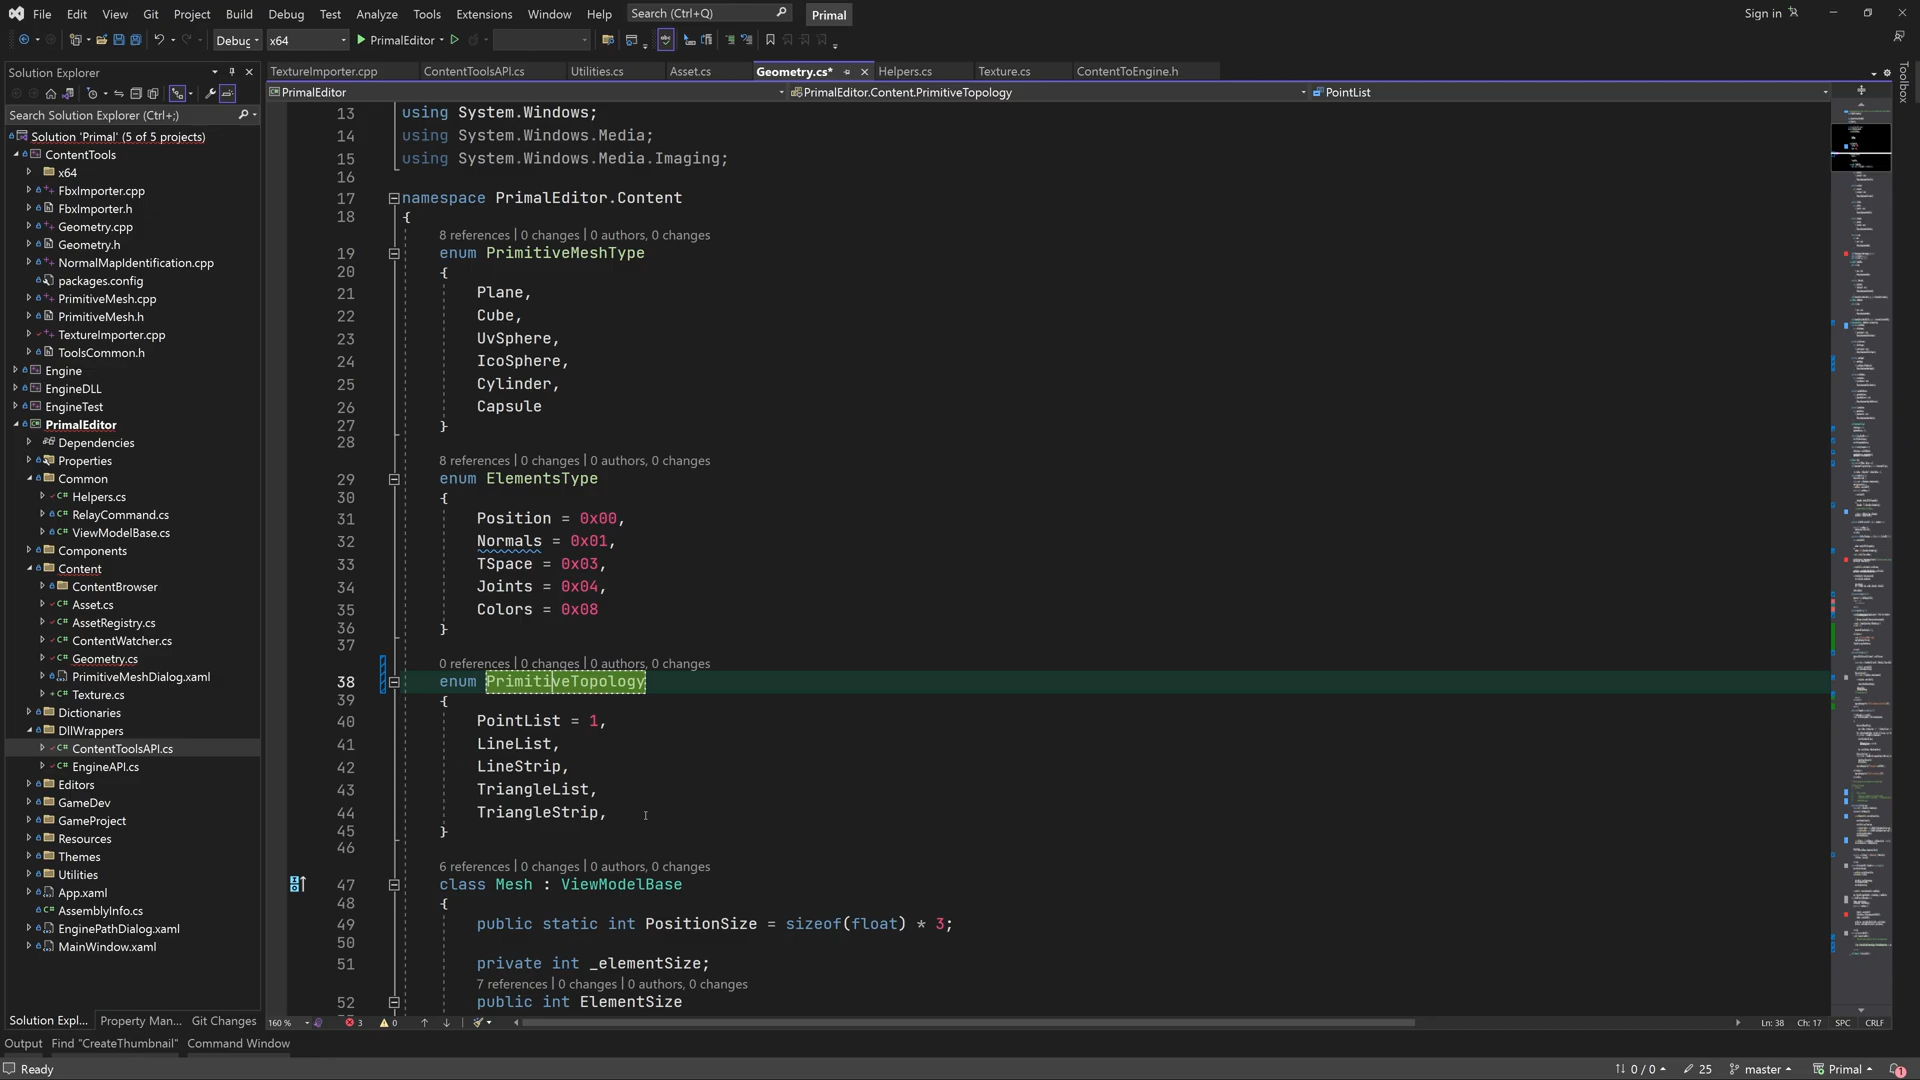 File Edit View Git Project Build Debug Test Analyze Tools Extensions Window Help Search (Ctrl+Q) Primal Sign in
Debug x64 PrimalEditor
Solution Explorer
TextureImporter.cpp ContentToolsAPI.cs Utilities.cs Asset.cs Geometry.cs* Helpers.cs Texture.cs ContentToEngine.h
PrimalEditor PrimalEditor.Content.PrimitiveTopology PointList
Toolbox
Search Solution Explorer (Ctrl+;)
Solution 'Primal' (5 of 5 projects)
ContentTools
x64
FbxImporter.cpp
FbxImporter.h
Geometry.cpp
Geometry.h
NormalMapIdentification.cpp
packages.config
PrimitiveMesh.cpp
PrimitiveMesh.h
TextureImporter.cpp
ToolsCommon.h
Engine
EngineDLL
EngineTest
PrimalEditor
Dependencies
Properties
Common
Helpers.cs
RelayCommand.cs
ViewModelBase.cs
Components
Content
ContentBrowser
Asset.cs
AssetRegistry.cs
ContentWatcher.cs
Geometry.cs
PrimitiveMeshDialog.xaml
Texture.cs
Dictionaries
DllWrappers
ContentToolsAPI.cs
EngineAPI.cs
Editors
GameDev
GameProject
Resources
Themes
Utilities
App.xaml
AssemblyInfo.cs
EnginePathDialog.xaml
MainWindow.xaml
Solution Expl... Property Man... Git Changes
13 using System.Windows;
14 using System.Windows.Media;
15 using System.Windows.Media.Imaging;
16
17 namespace PrimalEditor.Content
18 {
8 references | 0 changes | 0 authors, 0 changes
19 enum PrimitiveMeshType
20 {
21 Plane,
22 Cube,
23 UvSphere,
24 IcoSphere,
25 Cylinder,
26 Capsule
27 }
28
8 references | 0 changes | 0 authors, 0 changes
29 enum ElementsType
30 {
31 Position = 0x00,
32 Normals = 0x01,
33 TSpace = 0x03,
34 Joints = 0x04,
35 Colors = 0x08
36 }
37
0 references | 0 changes | 0 authors, 0 changes
38 enum PrimitiveTopology
39 {
40 PointList = 1,
41 LineList,
42 LineStrip,
43 TriangleList,
44 TriangleStrip,
45 }
46
6 references | 0 changes | 0 authors, 0 changes
47 class Mesh : ViewModelBase
48 {
49 public static int PositionSize = sizeof(float) * 3;
50
51 private int _elementSize;
7 references | 0 changes | 0 authors, 0 changes
52 public int ElementSize
160 % 3 0 Ln: 38 Ch: 17 SPC CRLF
Output Find "CreateThumbnail" Command Window
Ready 0 / 0 25 master Primal 1